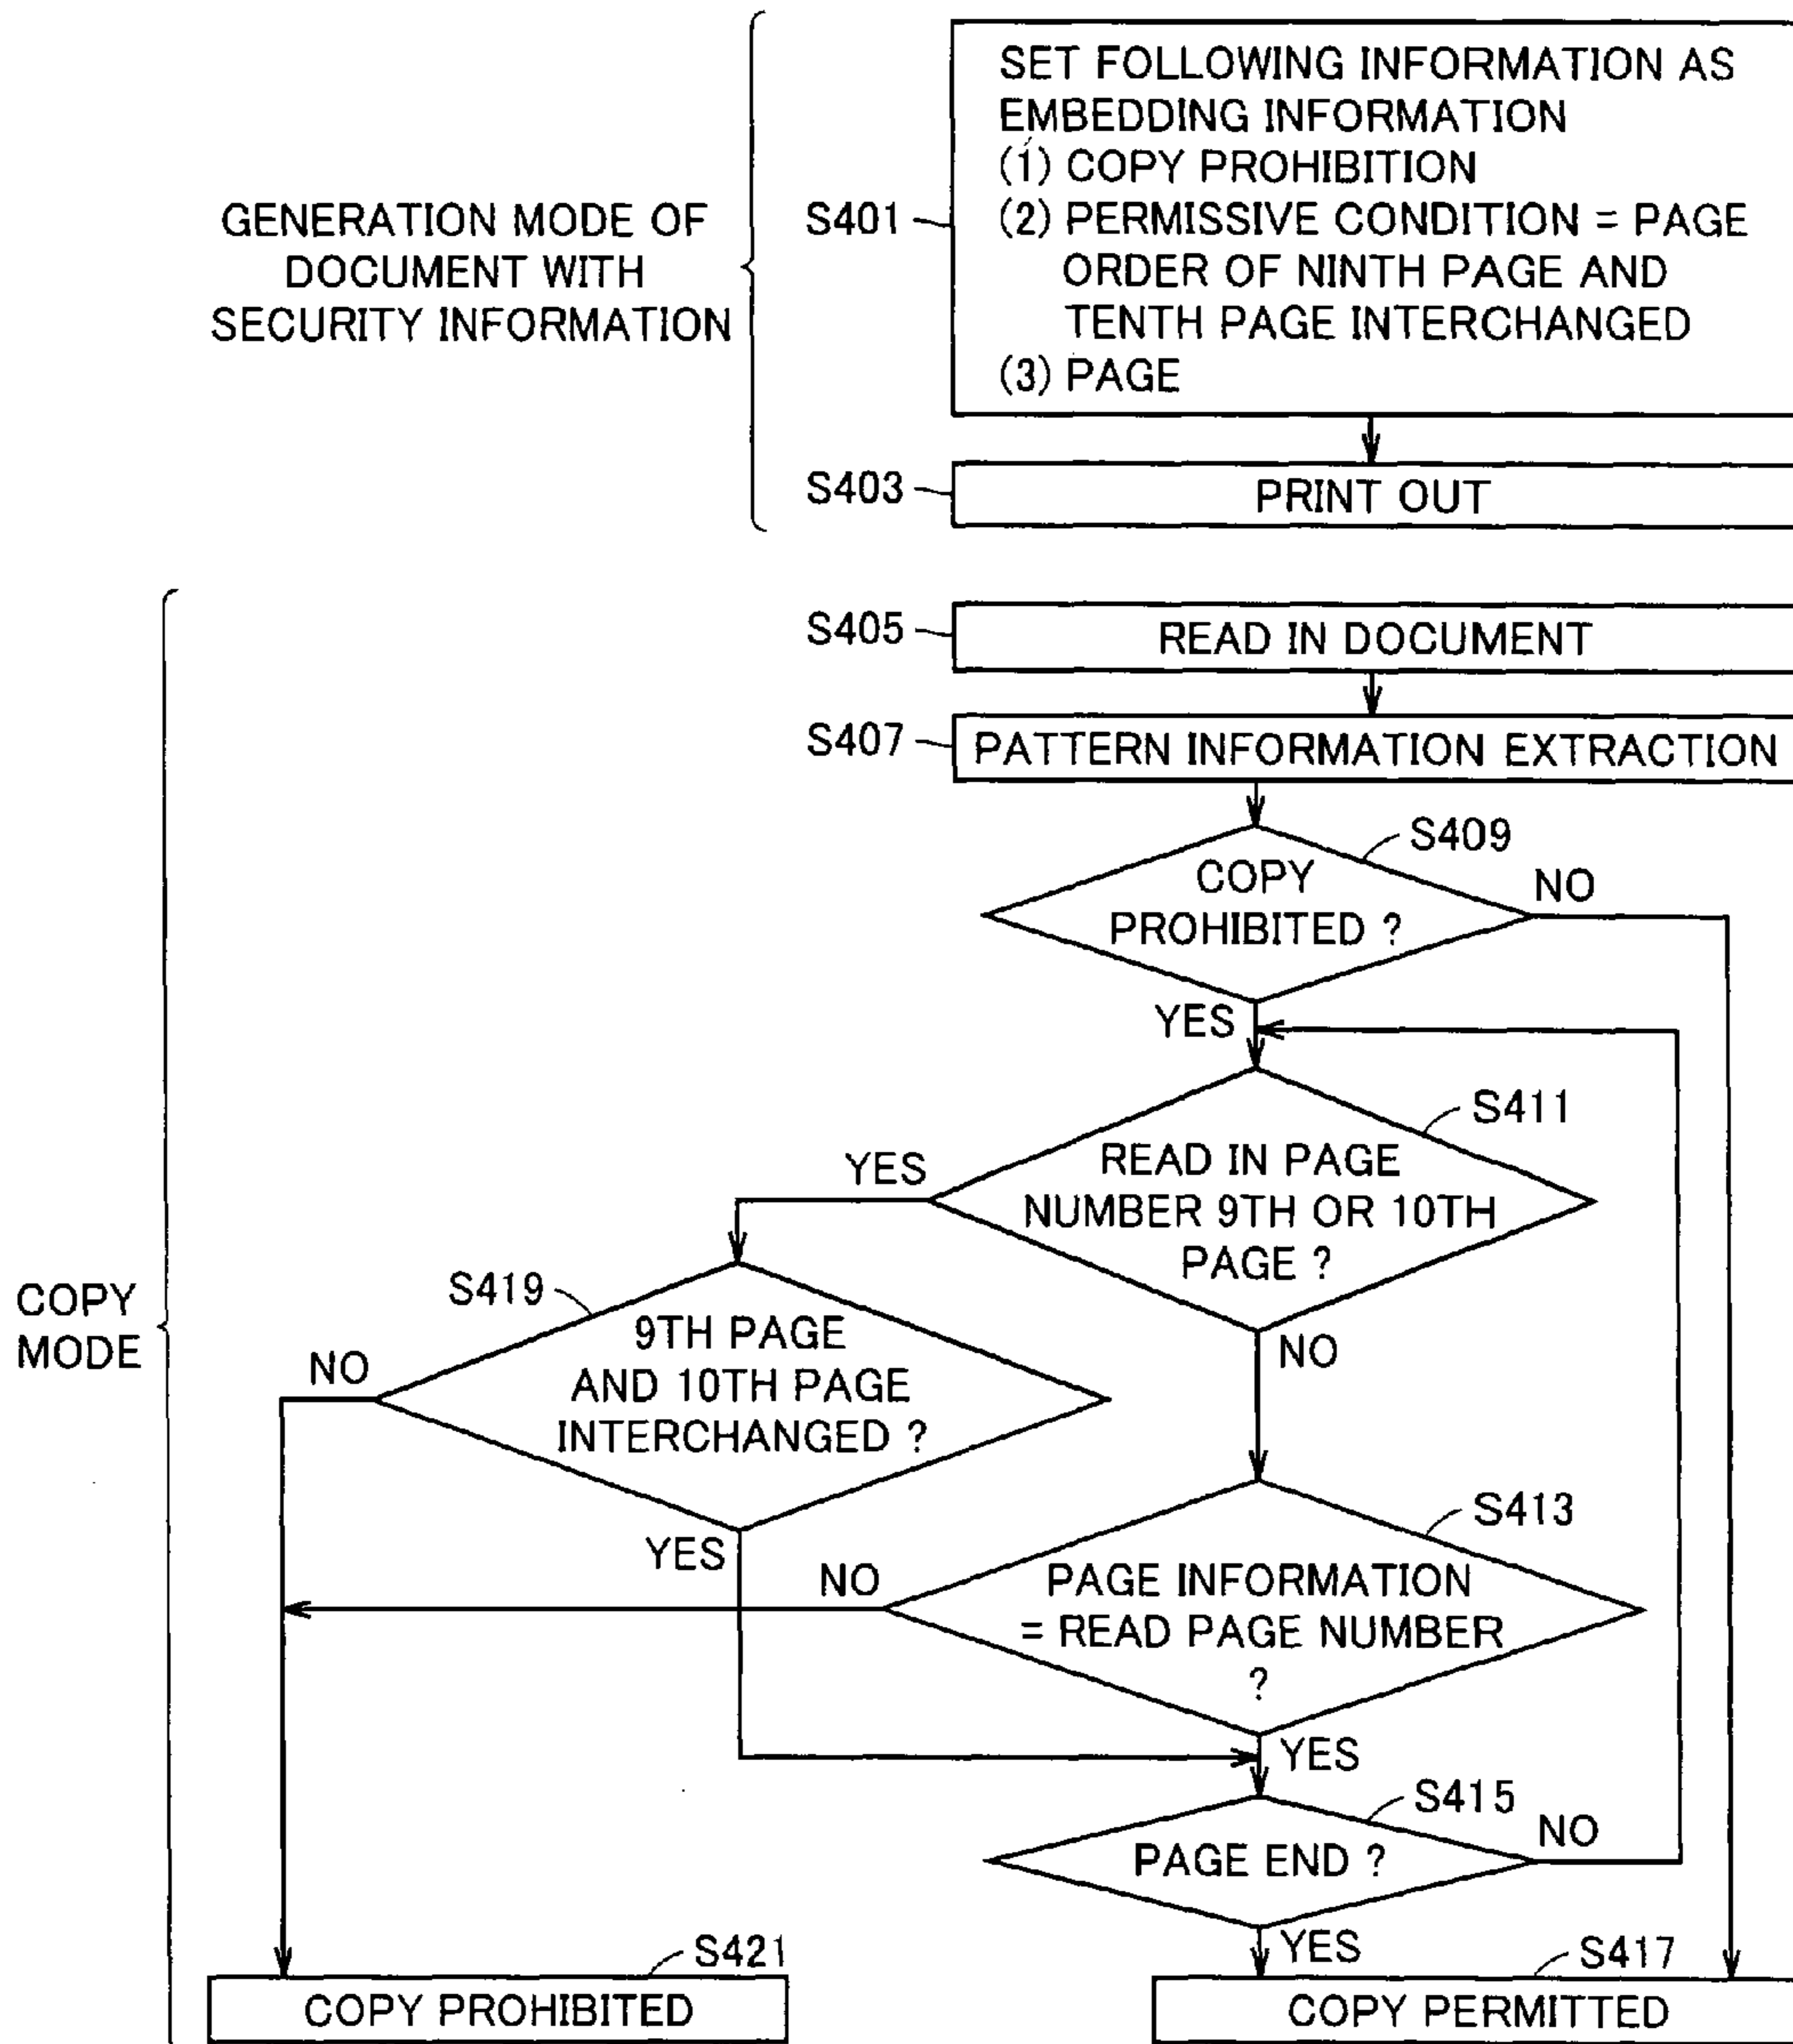 GENERATION MODE OF
DOCUMENT WITH
SECURITY INFORMATION
S401
SET FOLLOWING INFORMATION AS
EMBEDDING INFORMATION
(1) COPY PROHIBITION
(2) PERMISSIVE CONDITION = PAGE
ORDER OF NINTH PAGE AND
TENTH PAGE INTERCHANGED
(3) PAGE
S403
PRINT OUT
COPY
MODE
S405
READ IN DOCUMENT
S407
PATTERN INFORMATION EXTRACTION
S409
COPY
PROHIBITED ?
NO
YES
S411
READ IN PAGE
NUMBER 9TH OR 10TH
PAGE ?
YES
NO
S419
9TH PAGE
AND 10TH PAGE
INTERCHANGED ?
NO
YES
S413
PAGE INFORMATION
= READ PAGE NUMBER
?
NO
YES
S415
PAGE END ?
NO
YES
S421
COPY PROHIBITED
S417
COPY PERMITTED